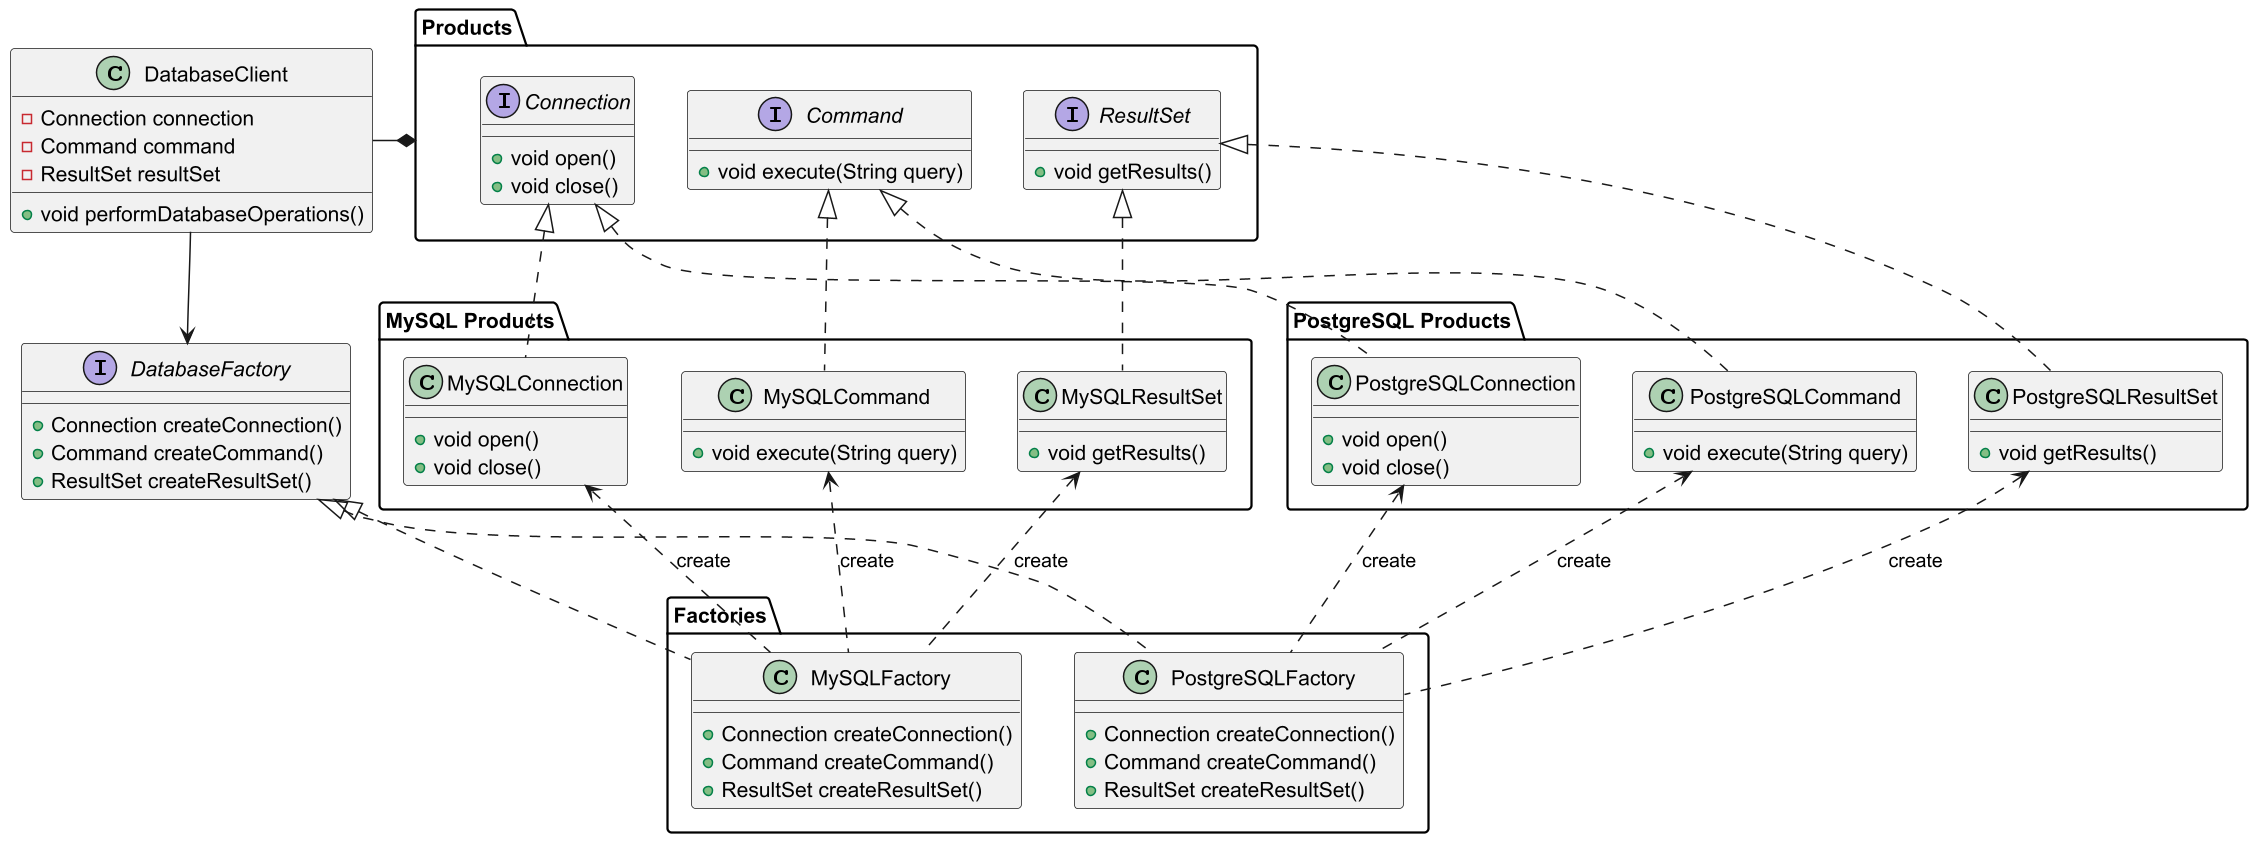 Products
C DatabaseClient
Connection connection
Command command
ResultSet resultSet
void performDatabaseOperations()
I Connection
void open()
void close()
I Command
void execute(String query)
I ResultSet
void getResults()
I DatabaseFactory
Connection createConnection()
Command createCommand()
ResultSet createResultSet()
MySQL Products
C MySQLConnection
void open()
void close()
C MySQLCommand
void execute(String query)
C MySQLResultSet
void getResults()
PostgreSQL Products
C PostgreSQLConnection
void open()
void close()
C PostgreSQLCommand
void execute(String query)
C PostgreSQLResultSet
void getResults()
create
create
create
create
create
create
Factories
C MySQLFactory
Connection createConnection()
Command createCommand()
ResultSet createResultSet()
C PostgreSQLFactory
Connection createConnection()
Command createCommand()
ResultSet createResultSet()